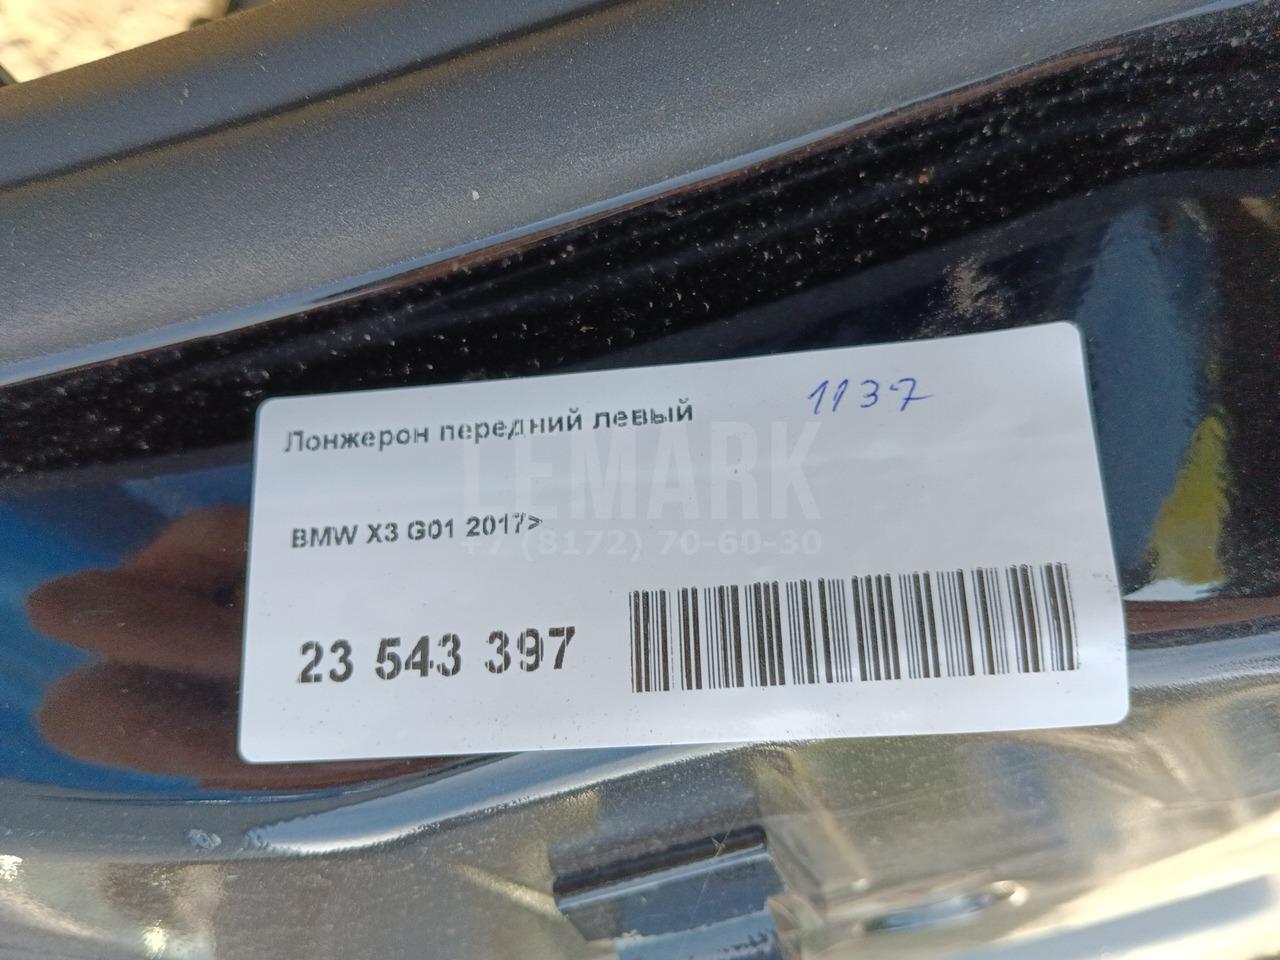 1137
Лонжерон передний левый
LEMARK
BMW X3 G01 2017>
+7 (8172) 70-60-30
23 543 397